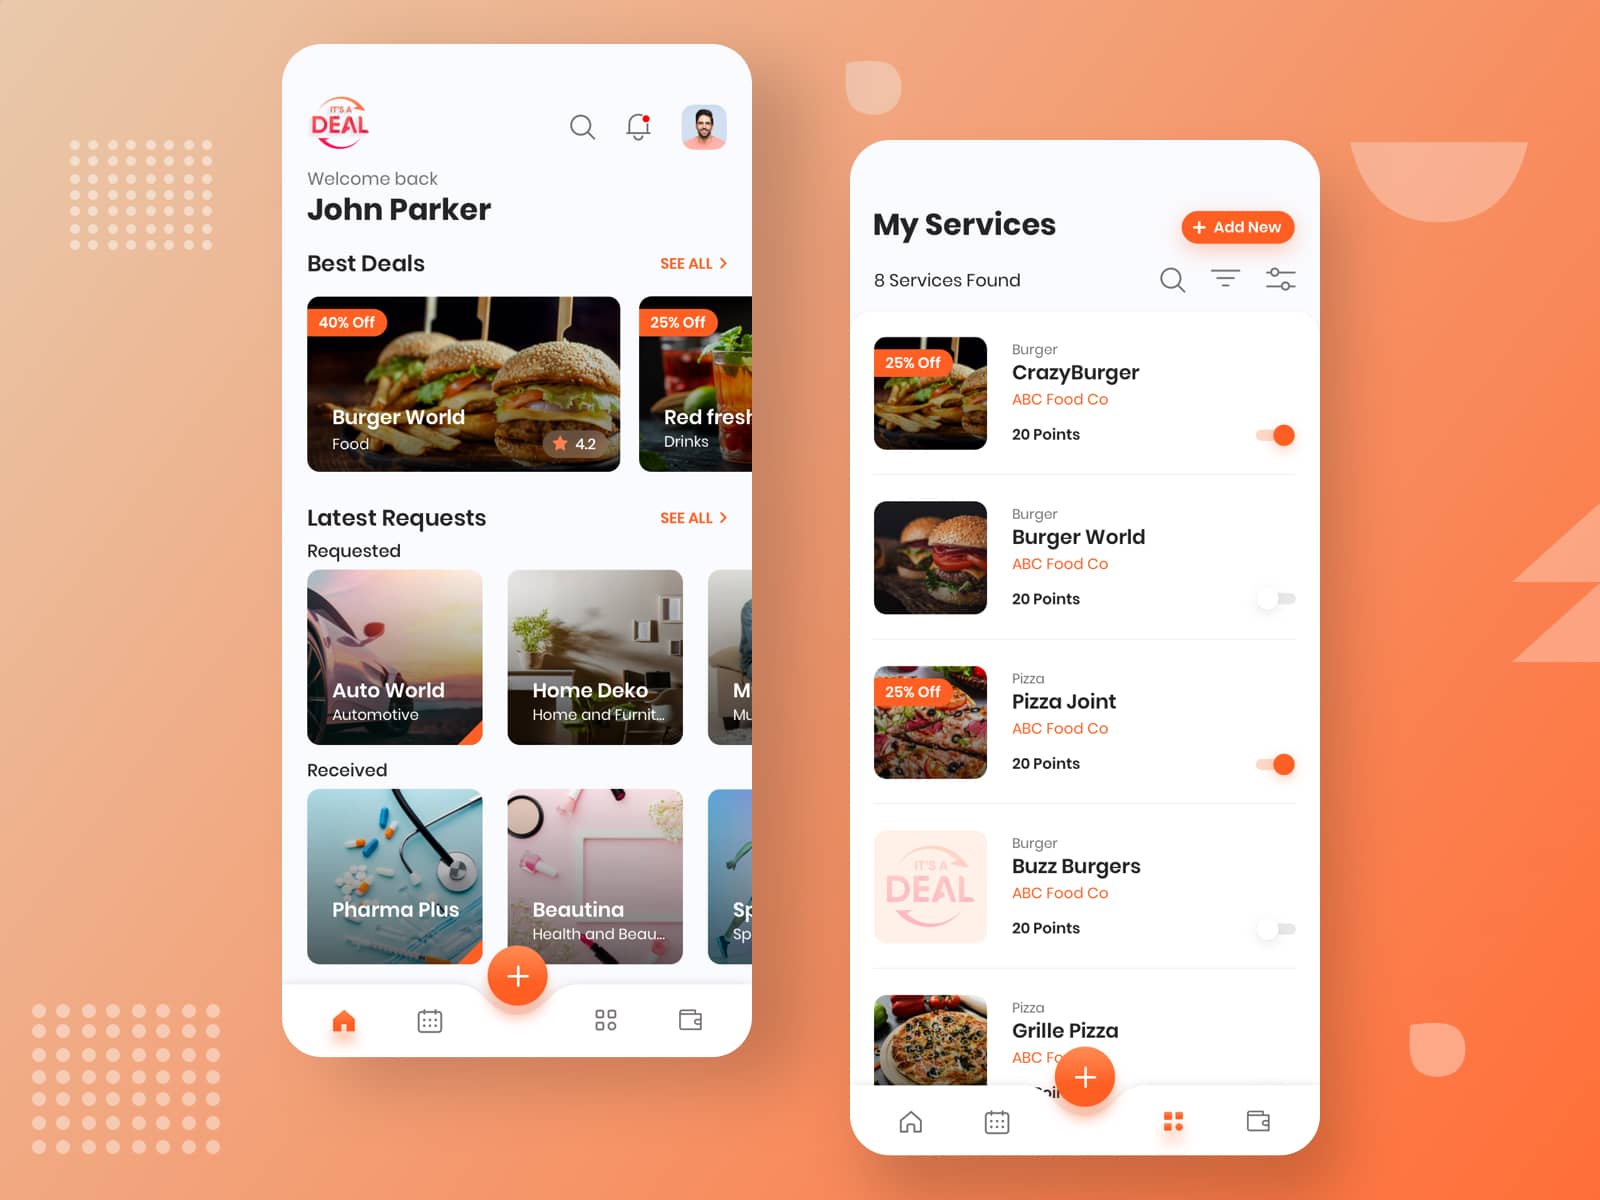 IT'S A
DEAL
Welcome back
John Parker
Best Deals
SEE ALL
40% Off
Burger World
Food
4.2
25% Off
Red fresh
Drinks
Latest Requests
SEE ALL
Requested
Auto World
Automotive
Home Deko
Home and Furnit...
M
Mu
Received
Pharma Plus
Beautina
Health and Beau...
Sp
Sp
My Services
+ Add New
8 Services Found
25% Off
Burger
CrazyBurger
ABC Food Co
20 Points
Burger
Burger World
ABC Food Co
20 Points
25% Off
Pizza
Pizza Joint
ABC Food Co
20 Points
IT'S A
DEAL
Burger
Buzz Burgers
ABC Food Co
20 Points
Pizza
Grille Pizza
ABC Fo